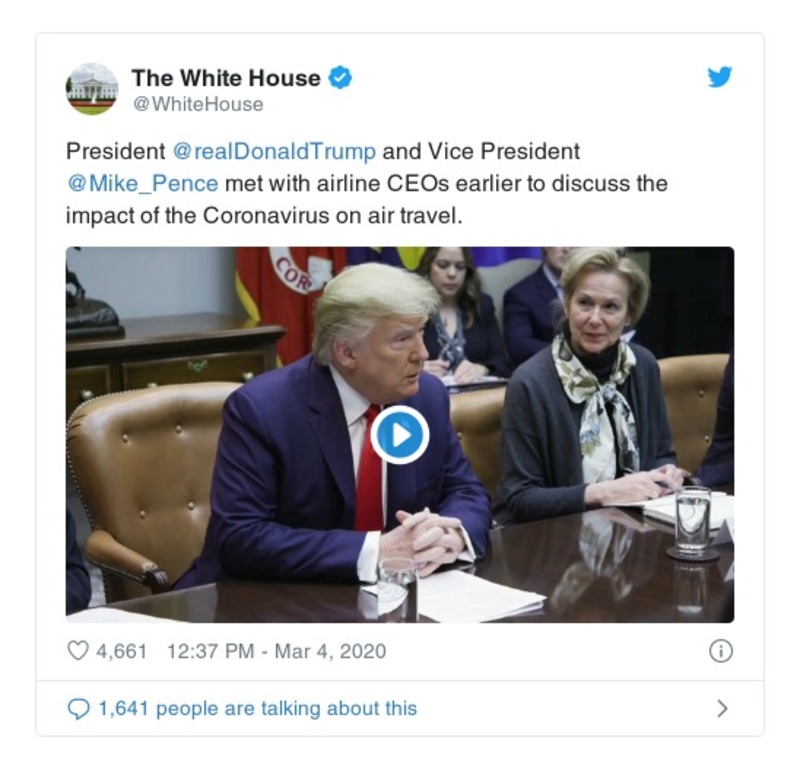 The White House
@WhiteHouse
President @realDonaldTrump and Vice President
@Mike_Pence met with airline CEOs earlier to discuss the
impact of the Coronavirus on air travel.
COR
4,661 12:37 PM - Mar 4, 2020
1,641 people are talking about this